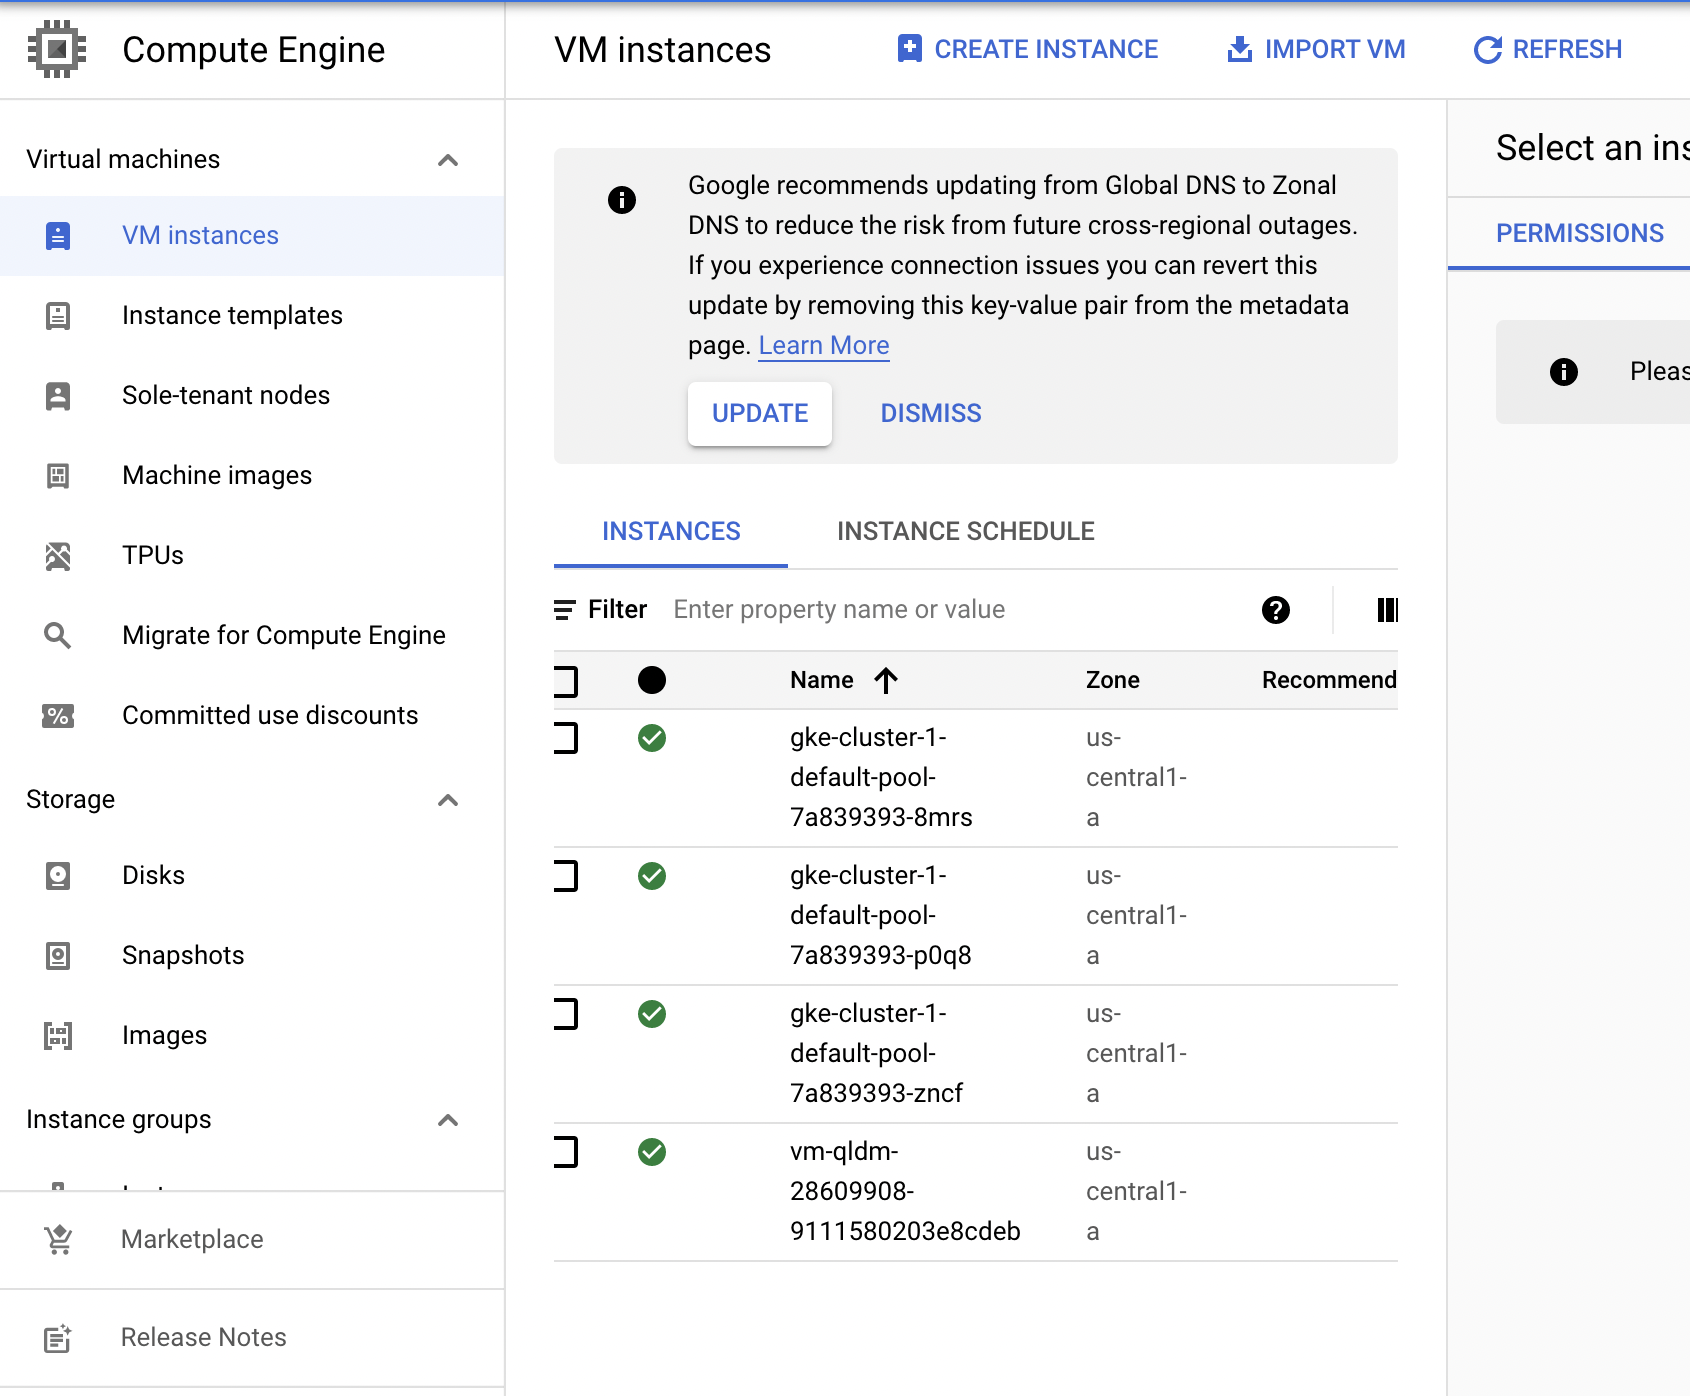 Compute Engine
VM instances
CREATE INSTANCE
IMPORT VM
REFRESH
Virtual machines
VM instances
Instance templates
Sole-tenant nodes
Machine images
TPUs
Migrate for Compute Engine
Committed use discounts
Storage
Disks
Snapshots
Images
Instance groups
Marketplace
Release Notes
Google recommends updating from Global DNS to Zonal
DNS to reduce the risk from future cross-regional outages.
If you experience connection issues you can revert this
update by removing this key-value pair from the metadata
page. Learn More
UPDATE DISMISS
INSTANCES INSTANCE SCHEDULE
Filter Enter property name or value
Name Zone Recommend
gke-cluster-1-
default-pool-
7a839393-8mrs
us-
central1-
a
gke-cluster-1-
default-pool-
7a839393-p0q8
us-
central1-
a
gke-cluster-1-
default-pool-
7a839393-zncf
us-
central1-
a
vm-qldm-
28609908-
9111580203e8cdeb
us-
central1-
a
Select an ins
PERMISSIONS
Pleas